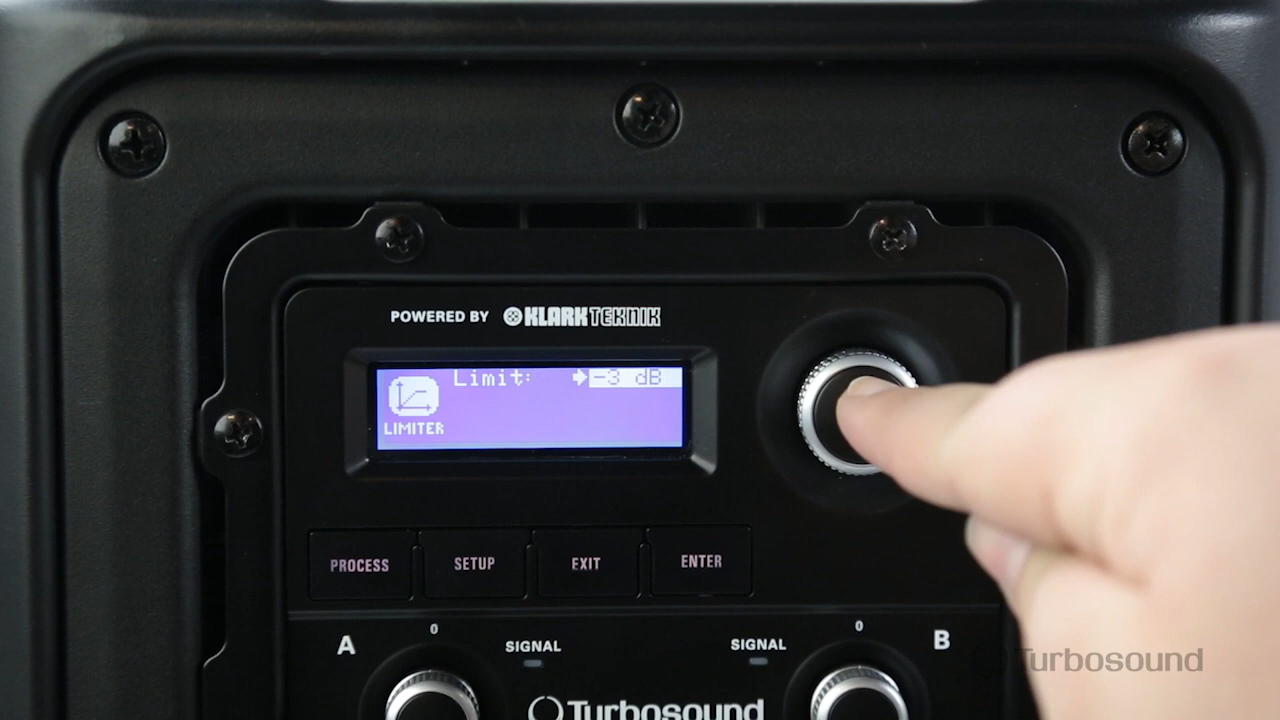 POWERED BY KLARK TEKNIK
Limit: -3 dB
LIMITER
PROCESS SETUP EXIT ENTER
A 0 SIGNAL SIGNAL 0 B
Turbosound
Turbosound